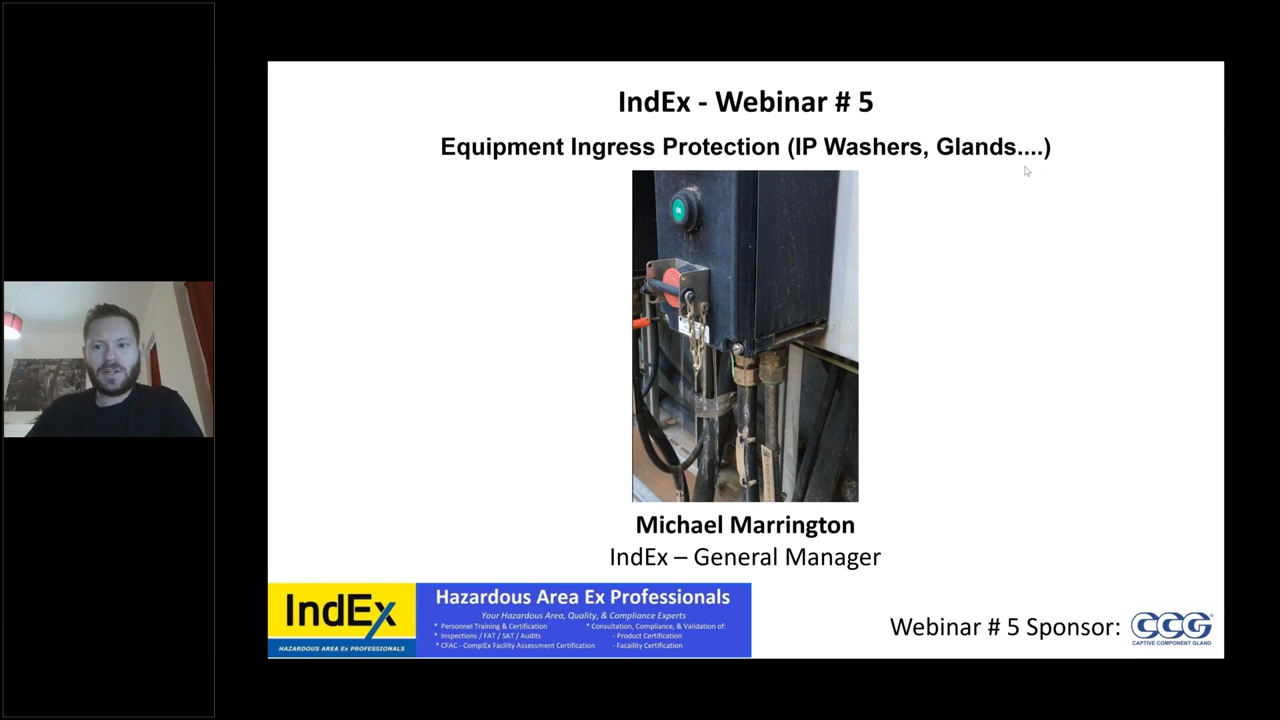 IndEx - Webinar # 5
Equipment Ingress Protection (IP Washers, Glands....)
ON
Michael Marrington
IndEx – General Manager
IndEx
HAZARDOUS AREA Ex PROFESSIONALS
Hazardous Area Ex Professionals
Your Hazardous Area, Quality, & Compliance Experts
* Personnel Training & Certification
* Inspections / FAT / SAT / Audits
* CFAC - ComplEx Facility Assessment Certification
* Consultation, Compliance, & Validation of:
- Product Certification
- Facaility Certification
Webinar # 5 Sponsor:
CCG®
CAPTIVE COMPONENT GLAND